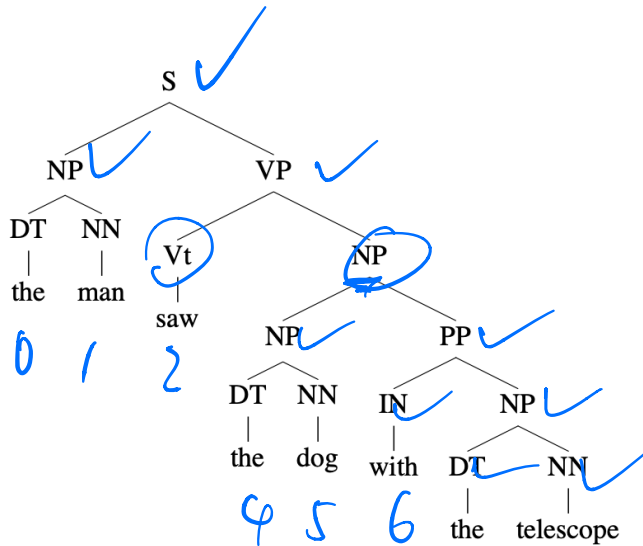 S
NP VP
DT NN Vt NP
the man saw NP PP
0 1 2 DT NN IN NP
the dog with DT NN
4 5 6 the telescope